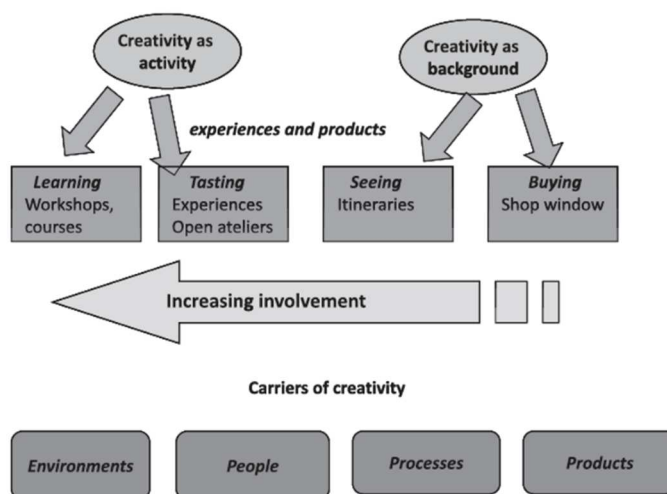 Creativity as
activity
Creativity as
background
experiences and products
Learning
Workshops,
courses
Tasting
Experiences
Open ateliers
Seeing
Itineraries
Buying
Shop window
Increasing involvement
Carriers of creativity
Environments
People
Processes
Products